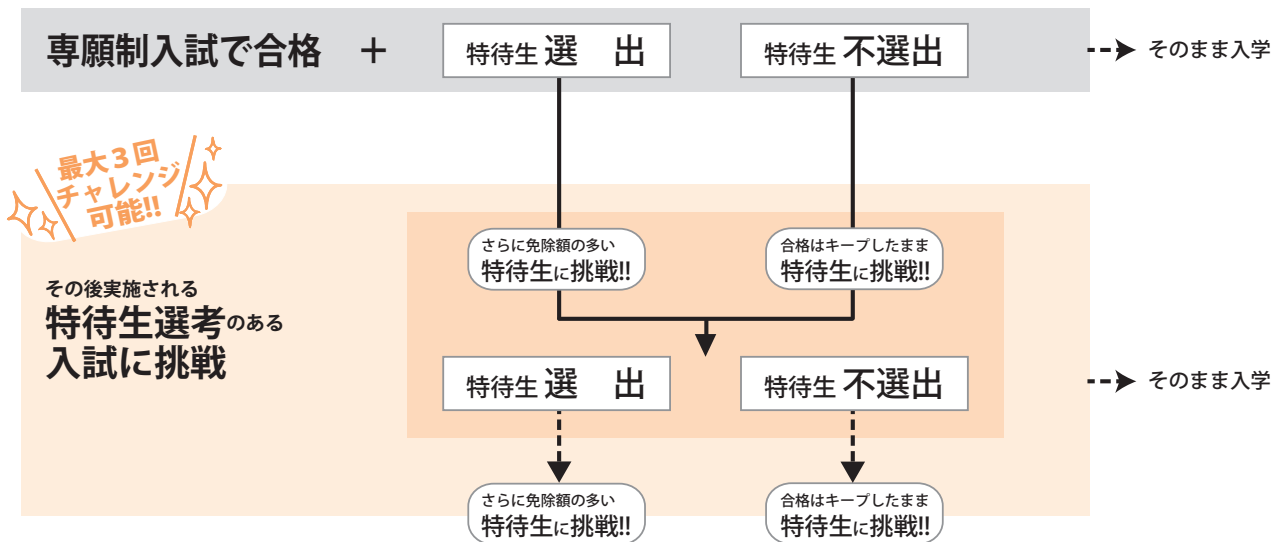 専願制入試で合格 ＋ 特待生 選 出 特待生 不選出 そのまま入学
最大３回
チャレンジ
可能!!
さらに免除額の多い
特待生に挑戦!!
合格はキープしたまま
特待生に挑戦!!
その後実施される
特待生選考のある
入試に挑戦
特待生 選 出 特待生 不選出 そのまま入学
さらに免除額の多い
特待生に挑戦!!
合格はキープしたまま
特待生に挑戦!!